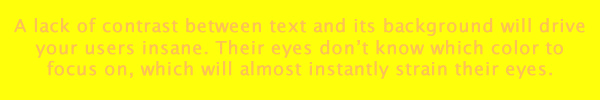 A lack of contrast between text and its background will drive
your users insane. Their eyes don’t know which color to
focus on, which will almost instantly strain their eyes.